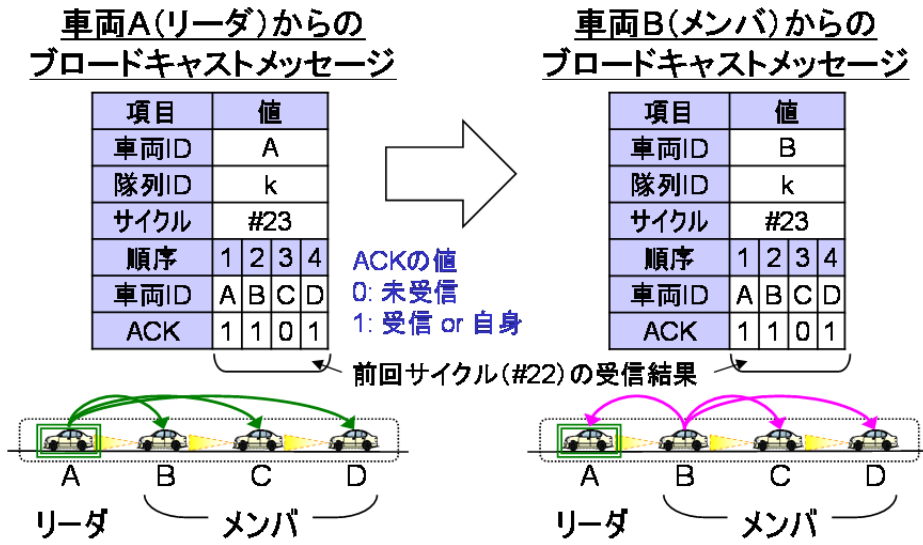 車両A(リーダ)からの
ブロードキャストメッセージ
項目 値
車両ID A
隊列ID k
サイクル #23
順序 1 2 3 4
車両ID A B C D
ACK 1 1 0 1
ACKの値
0: 未受信
1: 受信 or 自身
車両B(メンバ)からの
ブロードキャストメッセージ
項目 値
車両ID B
隊列ID k
サイクル #23
順序 1 2 3 4
車両ID A B C D
ACK 1 1 0 1
前回サイクル(#22)の受信結果
A B C D
リーダ メンバ
A B C D
リーダ メンバ